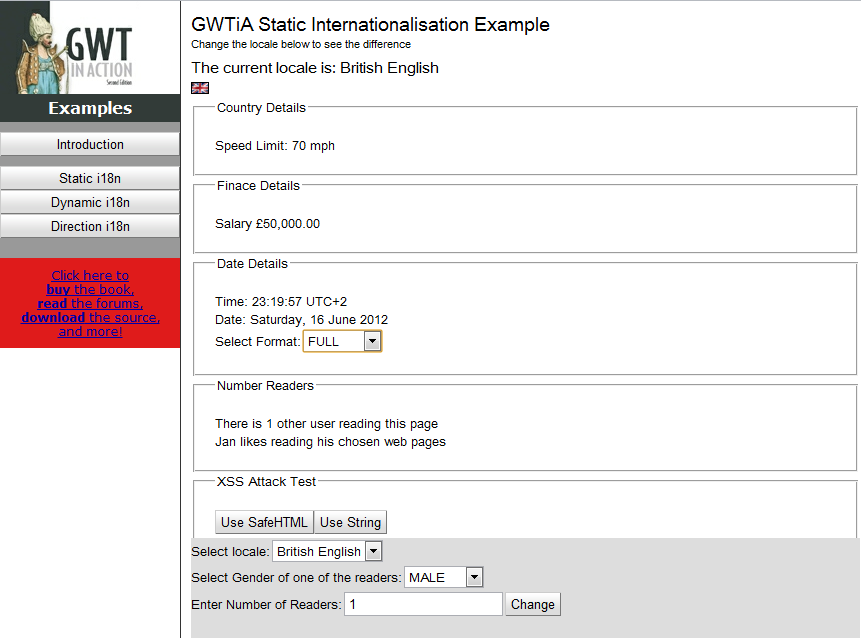 GWT
IN ACTION
Second Edition
Examples
Introduction
Static i18n
Dynamic i18n
Direction i18n
Click here to
buy the book,
read the forums,
download the source,
and more!
GWTiA Static Internationalisation Example
Change the locale below to see the difference
The current locale is: British English
Country Details
Speed Limit: 70 mph
Finace Details
Salary £50,000.00
Date Details
Time: 23:19:57 UTC+2
Date: Saturday, 16 June 2012
Select Format: FULL
Number Readers
There is 1 other user reading this page
Jan likes reading his chosen web pages
XSS Attack Test
Use SafeHTML Use String
Select locale: British English
Select Gender of one of the readers: MALE
Enter Number of Readers: 1 Change